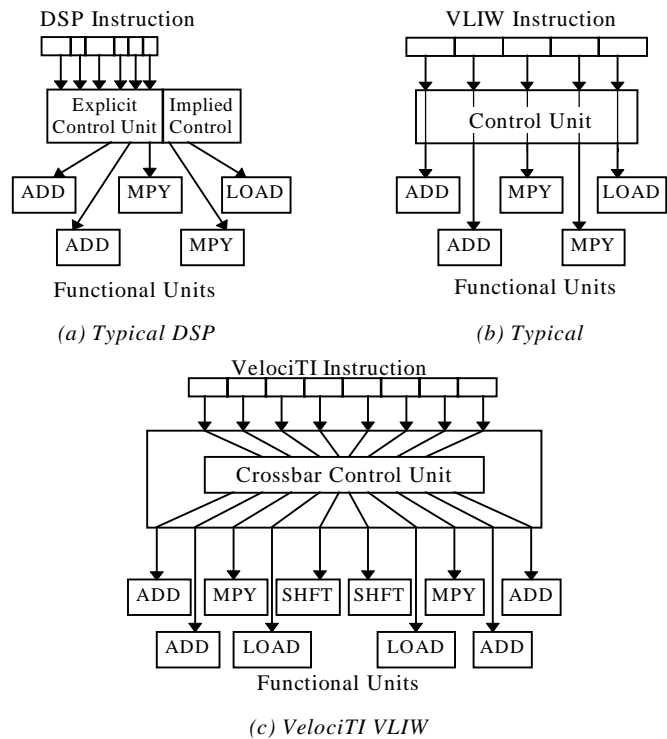 DSP Instruction
Explicit
Control Unit
Implied
Control
ADD
MPY
LOAD
ADD
MPY
Functional Units
(a) Typical DSP
VLIW Instruction
Control Unit
ADD
MPY
LOAD
ADD
MPY
Functional Units
(b) Typical
VelociTI Instruction
Crossbar Control Unit
ADD
MPY
SHFT
SHFT
MPY
ADD
ADD
LOAD
LOAD
ADD
Functional Units
(c) VelociTI VLIW